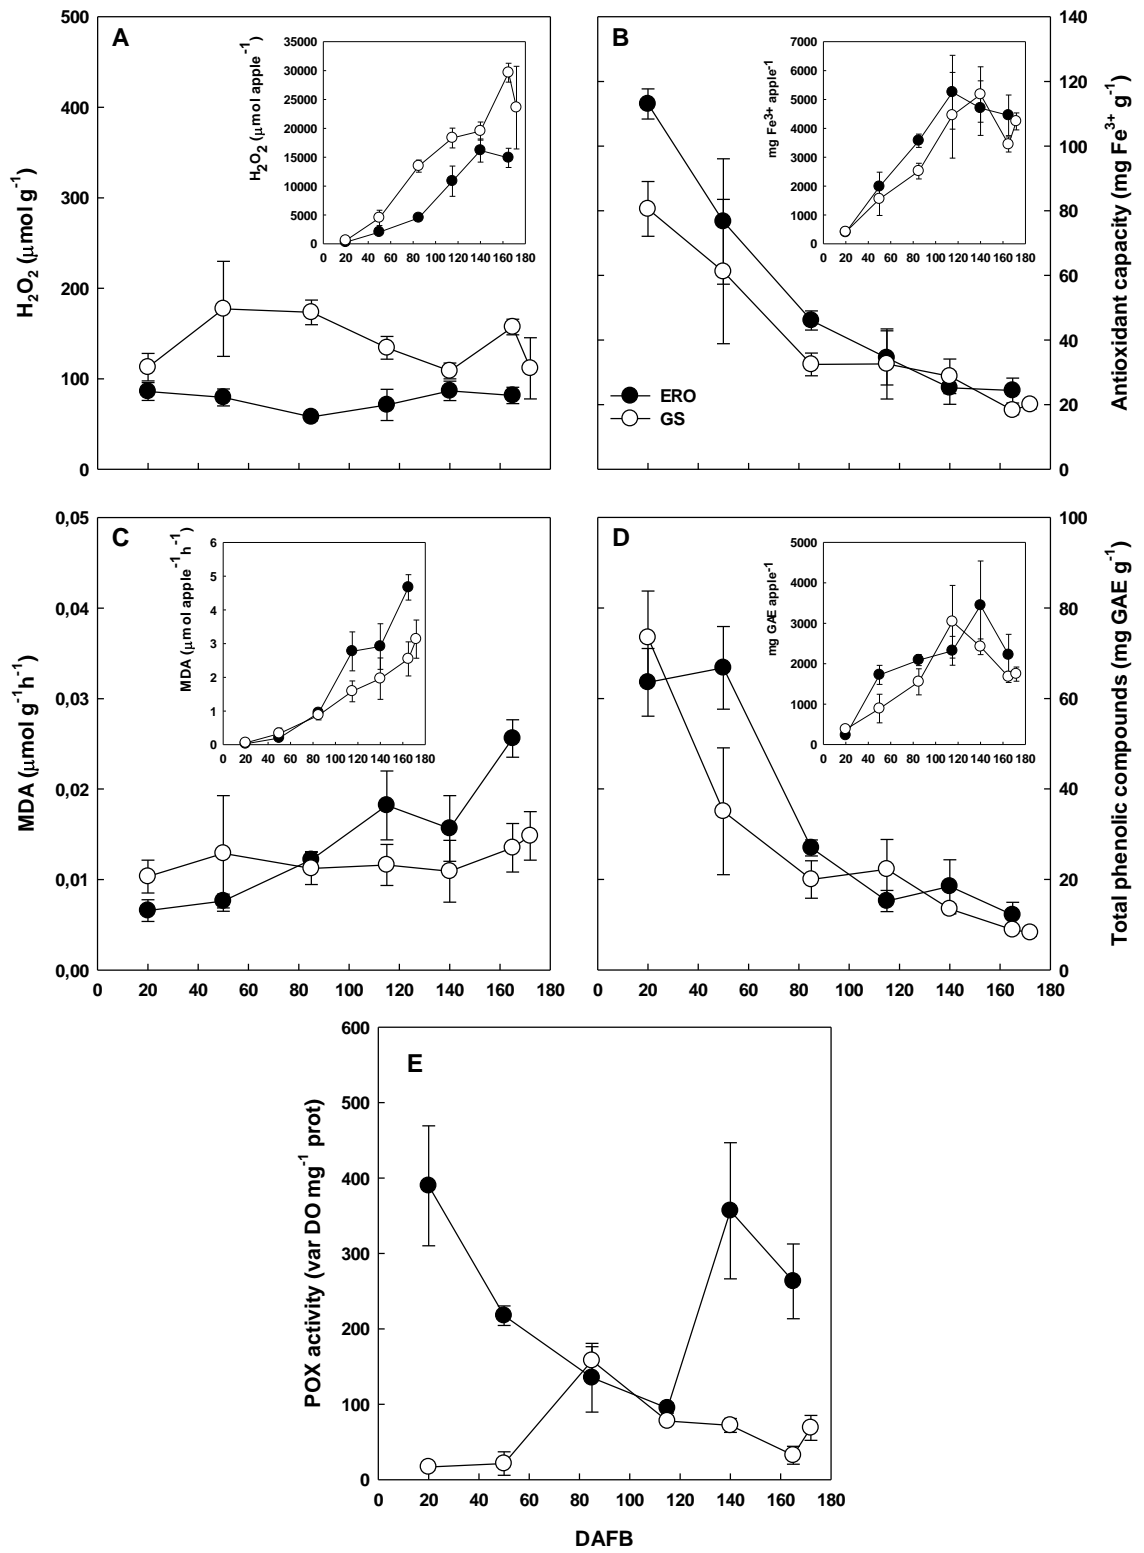 A
500
400
300
200
100
0
H₂O₂ (μmol g⁻¹)
35000
30000
25000
20000
15000
10000
5000
0
H₂O₂ (μmol apple⁻¹)
0 20 40 60 80 100 120 140 160 180
B
140
120
100
80
60
40
20
0
Antioxidant capacity (mg Fe³⁺ g⁻¹)
7000
6000
5000
4000
3000
2000
1000
0
mg Fe³⁺ apple⁻¹
0 20 40 60 80 100 120 140 160 180
ERO
GS
C
0,05
0,04
0,03
0,02
0,01
0,00
MDA (μmol g⁻¹h⁻¹)
6
5
4
3
2
1
0
MDA (μmol apple⁻¹h⁻¹)
0 20 40 60 80 100 120 140 160 180
0 20 40 60 80 100 120 140 160 180
D
100
80
60
40
20
0
Total phenolic compounds (mg GAE g⁻¹)
5000
4000
3000
2000
1000
0
mg GAE apple⁻¹
0 20 40 60 80 100 120 140 160 180
0 20 40 60 80 100 120 140 160 180
E
600
500
400
300
200
100
0
POX activity (var DO mg⁻¹ prot)
0 20 40 60 80 100 120 140 160 180
DAFB